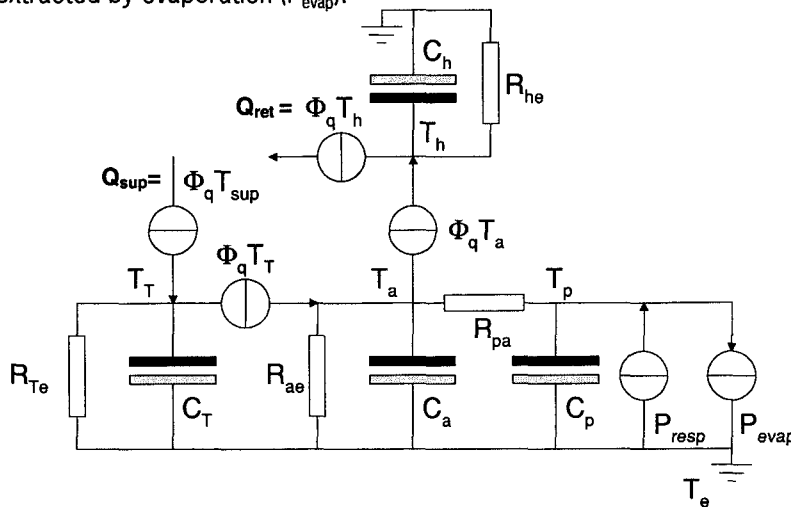 extracted by evaporation (P_evap).
C_h
R_he
Q_ret = Φ_q T_h
T_h
Q_sup = Φ_q T_sup
Φ_q T_a
Φ_q T_T
T_T
T_a
T_p
R_pa
R_Te
C_T
R_ae
C_a
C_p
P_resp
P_evap
T_e